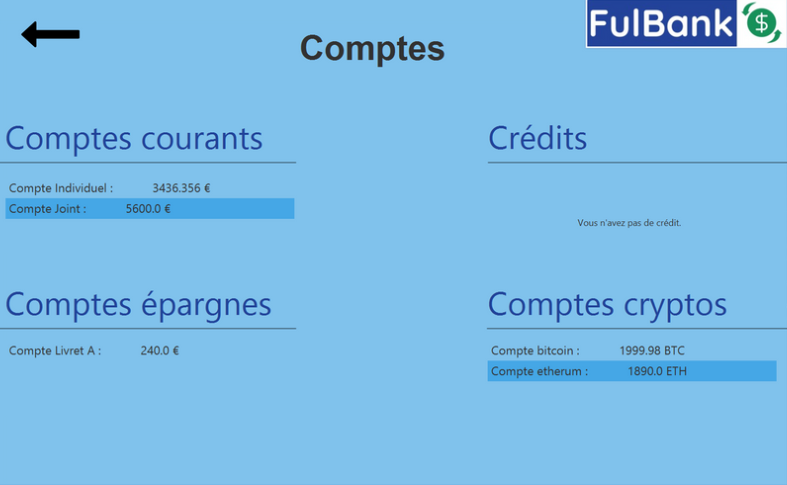 FulBank
Comptes
Comptes courants
Compte Individuel : 3436.356 €
Compte Joint : 5600.0 €
Crédits
Vous n'avez pas de crédit.
Comptes épargnes
Compte Livret A : 240.0 €
Comptes cryptos
Compte bitcoin : 1999.98 BTC
Compte etherum : 1890.0 ETH